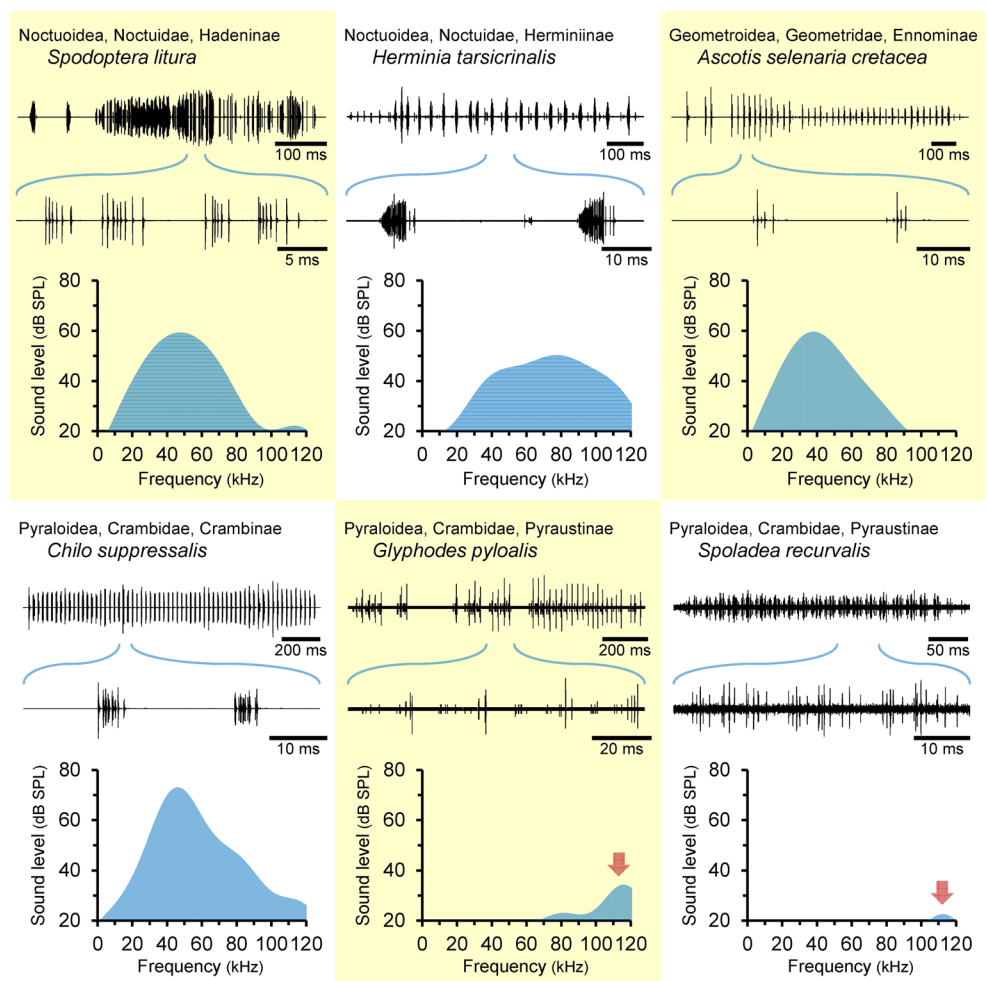 Noctuoidea, Noctuidae, Hadeninae
Spodoptera litura
100 ms
5 ms
Sound level (dB SPL)
80
60
40
20
0 20 40 60 80 100 120
Frequency (kHz)
Noctuoidea, Noctuidae, Herminiinae
Herminia tarsicrinalis
100 ms
10 ms
Sound level (dB SPL)
80
60
40
20
0 20 40 60 80 100 120
Frequency (kHz)
Geometroidea, Geometridae, Ennominae
Ascotis selenaria cretacea
100 ms
10 ms
Sound level (dB SPL)
80
60
40
20
0 20 40 60 80 100 120
Frequency (kHz)
Pyraloidea, Crambidae, Crambinae
Chilo suppressalis
200 ms
10 ms
Sound level (dB SPL)
80
60
40
20
0 20 40 60 80 100 120
Frequency (kHz)
Pyraloidea, Crambidae, Pyraustinae
Glyphodes pyloalis
200 ms
20 ms
Sound level (dB SPL)
80
60
40
20
0 20 40 60 80 100 120
Frequency (kHz)
Pyraloidea, Crambidae, Pyraustinae
Spoladea recurvalis
50 ms
10 ms
Sound level (dB SPL)
80
60
40
20
0 20 40 60 80 100 120
Frequency (kHz)